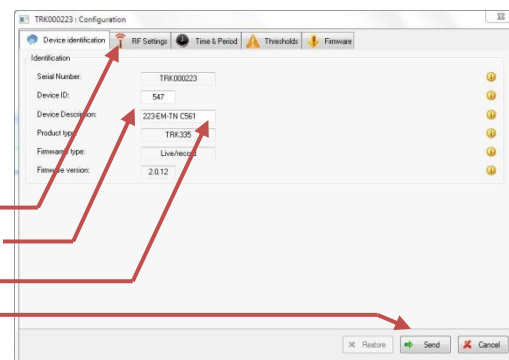 TRK000223 : Configuration
Device identification RF Settings Time & Period Thresholds Firmware
Identification
Serial Number: TRK000223
Device ID: 547
Device Description: 223-EM-TN C561
Product type: TRK335
Firmware type: Live/record
Firmware version: 2.0.12
Restore Send Cancel